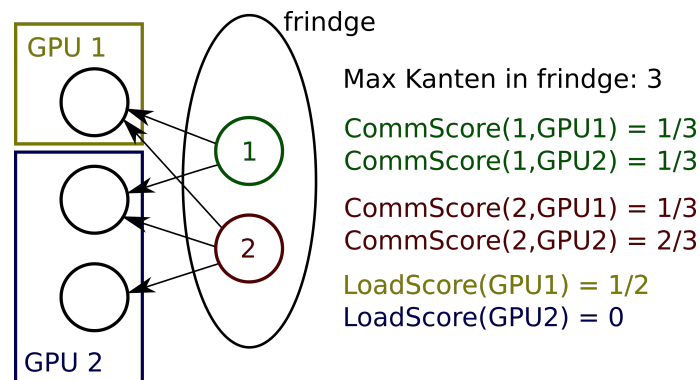 frindge
GPU 1
Max Kanten in frindge: 3
CommScore(1,GPU1) = 1/3
1
CommScore(1,GPU2) = 1/3
CommScore(2,GPU1) = 1/3
2
CommScore(2,GPU2) = 2/3
LoadScore(GPU1) = 1/2
LoadScore(GPU2) = 0
GPU 2